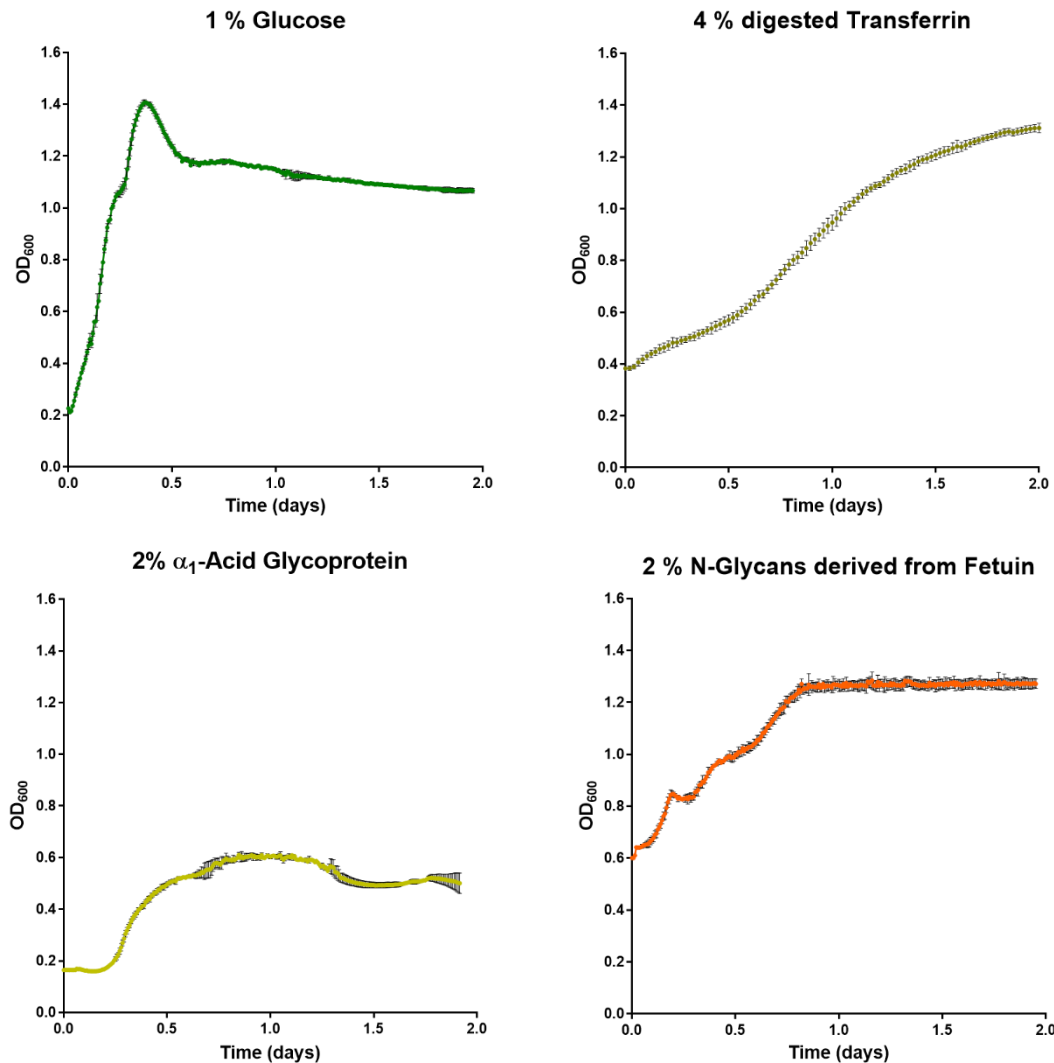 1 % Glucose
1.6
1.4
1.2
1.0
0.8
0.6
0.4
0.2
0.0
OD600
0.0 0.5 1.0 1.5 2.0
Time (days)
4 % digested Transferrin
1.6
1.4
1.2
1.0
0.8
0.6
0.4
0.2
0.0
OD600
0.0 0.5 1.0 1.5 2.0
Time (days)
2% α1-Acid Glycoprotein
1.6
1.4
1.2
1.0
0.8
0.6
0.4
0.2
0.0
OD600
0.0 0.5 1.0 1.5 2.0
Time (days)
2 % N-Glycans derived from Fetuin
1.6
1.4
1.2
1.0
0.8
0.6
0.4
0.2
0.0
OD600
0.0 0.5 1.0 1.5 2.0
Time (days)